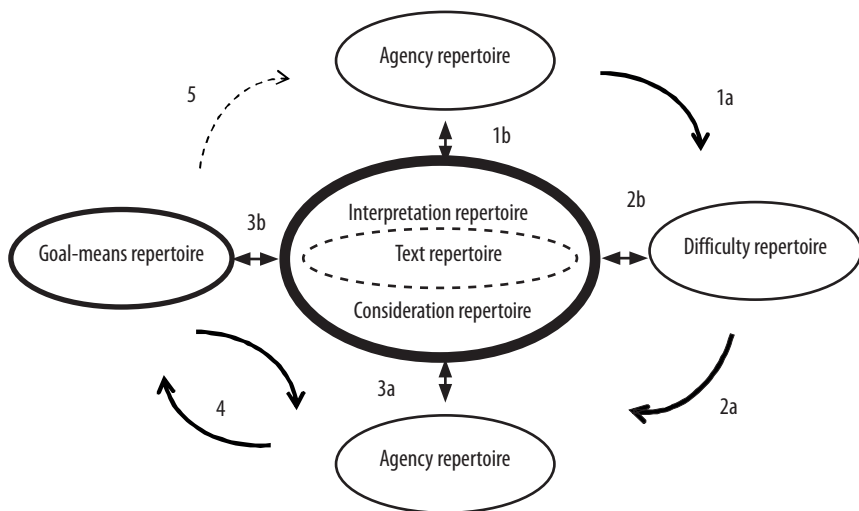 Agency repertoire
5
1a
1b
Interpretation repertoire
2b
3b
Goal-means repertoire
Text repertoire
Difficulty repertoire
Consideration repertoire
3a
4
2a
Agency repertoire